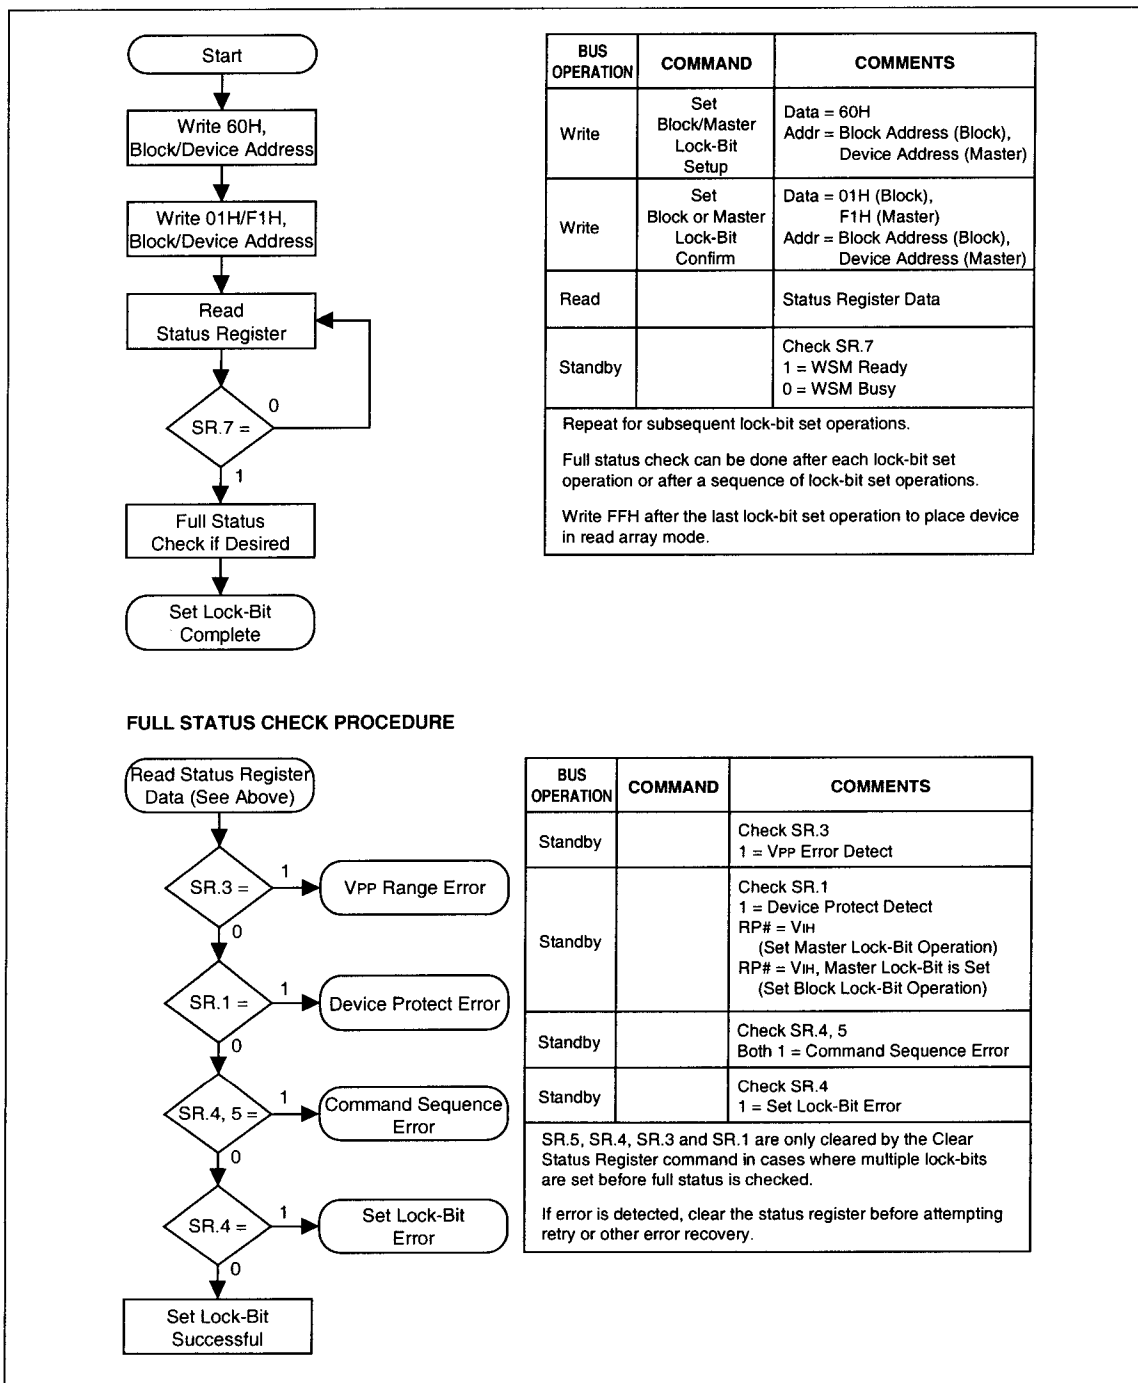 Start
Write 60H,
Block/Device Address
Write 01H/F1H,
Block/Device Address
Read
Status Register
SR.7 =
0
1
Full Status
Check if Desired
Set Lock-Bit
Complete
BUS OPERATION COMMAND COMMENTS
Write
Set
Block/Master
Lock-Bit
Setup
Data = 60H
Addr = Block Address (Block),
Device Address (Master)
Write
Set
Block or Master
Lock-Bit
Confirm
Data = 01H (Block),
F1H (Master)
Addr = Block Address (Block),
Device Address (Master)
Read
Status Register Data
Standby
Check SR.7
1 = WSM Ready
0 = WSM Busy
Repeat for subsequent lock-bit set operations.
Full status check can be done after each lock-bit set
operation or after a sequence of lock-bit set operations.
Write FFH after the last lock-bit set operation to place device
in read array mode.
FULL STATUS CHECK PROCEDURE
Read Status Register
Data (See Above)
SR.3 =
1
VPP Range Error
0
SR.1 =
1
Device Protect Error
0
SR.4, 5 =
1
Command Sequence
Error
0
SR.4 =
1
Set Lock-Bit
Error
0
Set Lock-Bit
Successful
BUS OPERATION COMMAND COMMENTS
Standby
Check SR.3
1 = VPP Error Detect
Standby
Check SR.1
1 = Device Protect Detect
RP# = VIH
(Set Master Lock-Bit Operation)
RP# = VIH, Master Lock-Bit is Set
(Set Block Lock-Bit Operation)
Standby
Check SR.4, 5
Both 1 = Command Sequence Error
Standby
Check SR.4
1 = Set Lock-Bit Error
SR.5, SR.4, SR.3 and SR.1 are only cleared by the Clear
Status Register command in cases where multiple lock-bits
are set before full status is checked.
If error is detected, clear the status register before attempting
retry or other error recovery.